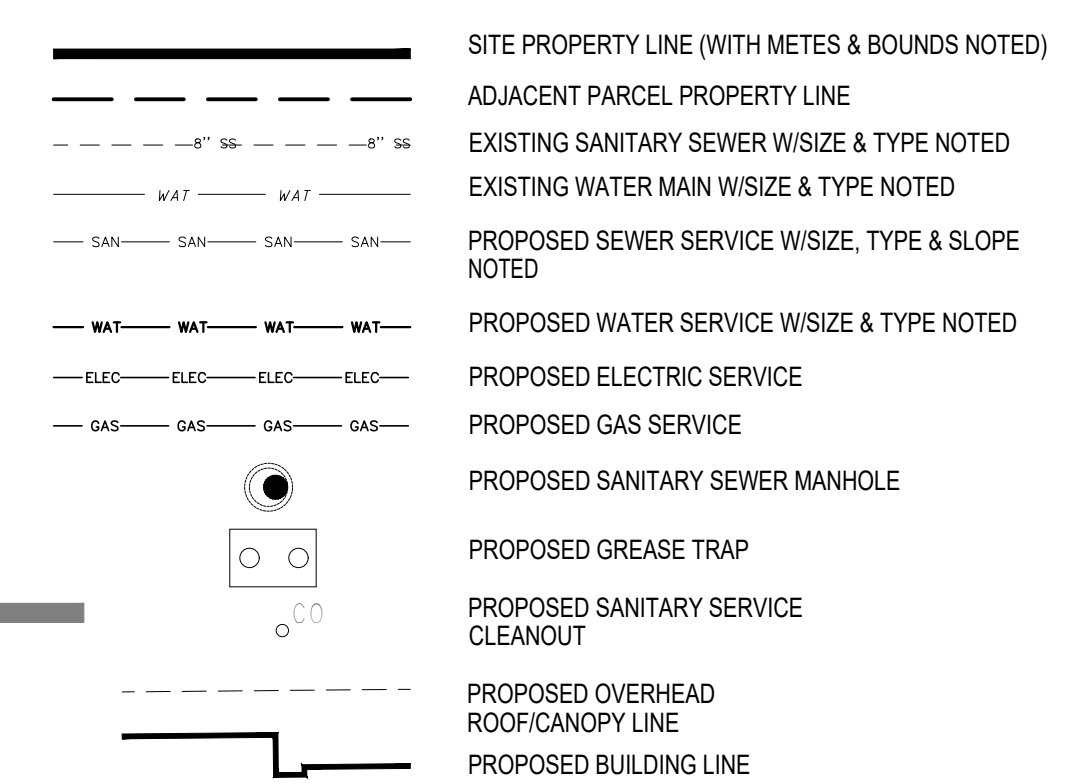 SITE PROPERTY LINE (WITH METES & BOUNDS NOTED)
ADJACENT PARCEL PROPERTY LINE
8'' SS 8'' SS EXISTING SANITARY SEWER W/SIZE & TYPE NOTED
WAT WAT EXISTING WATER MAIN W/SIZE & TYPE NOTED
SAN SAN SAN SAN PROPOSED SEWER SERVICE W/SIZE, TYPE & SLOPE
NOTED
WAT WAT WAT WAT PROPOSED WATER SERVICE W/SIZE & TYPE NOTED
ELEC ELEC ELEC ELEC PROPOSED ELECTRIC SERVICE
GAS GAS GAS GAS PROPOSED GAS SERVICE
PROPOSED SANITARY SEWER MANHOLE
PROPOSED GREASE TRAP
CO PROPOSED SANITARY SERVICE
CLEANOUT
PROPOSED OVERHEAD
ROOF/CANOPY LINE
PROPOSED BUILDING LINE